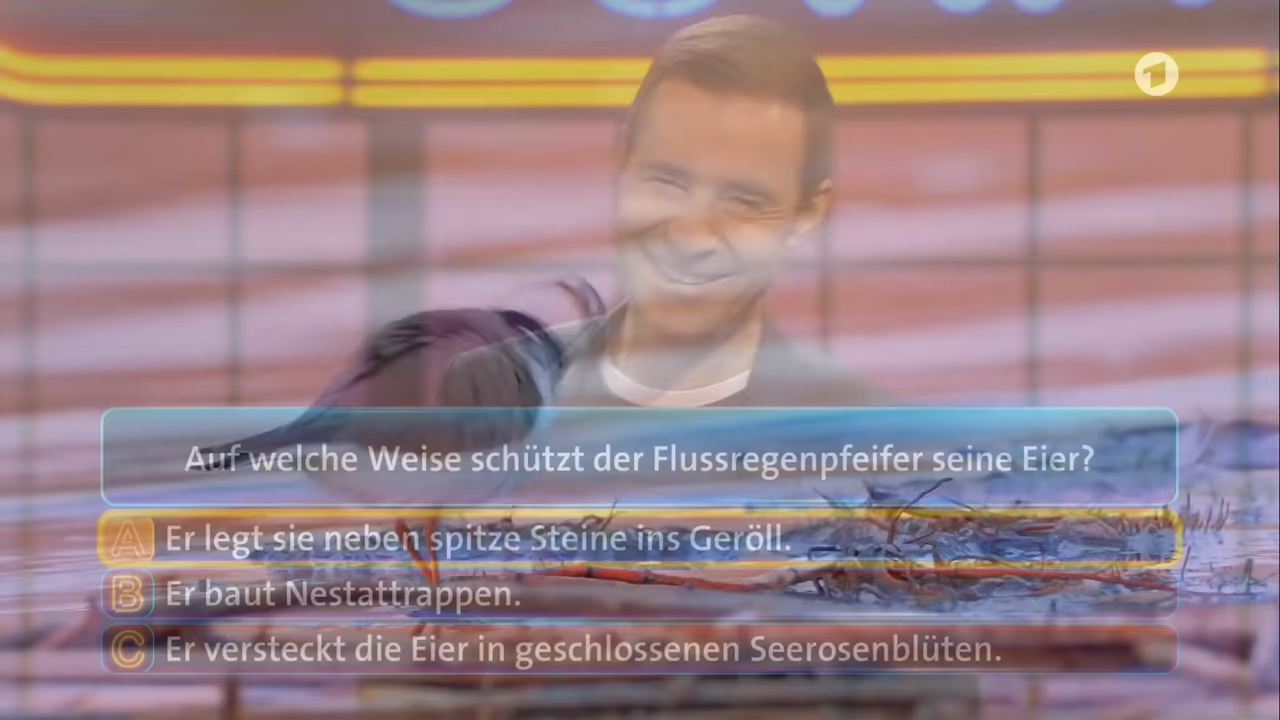 Auf welche Weise schützt der Flussregenpfeifer seine Eier?
A Er legt sie neben spitze Steine ins Geröll.
B Er baut Nestattrappen.
C Er versteckt die Eier in geschlossenen Seerosenblüten.